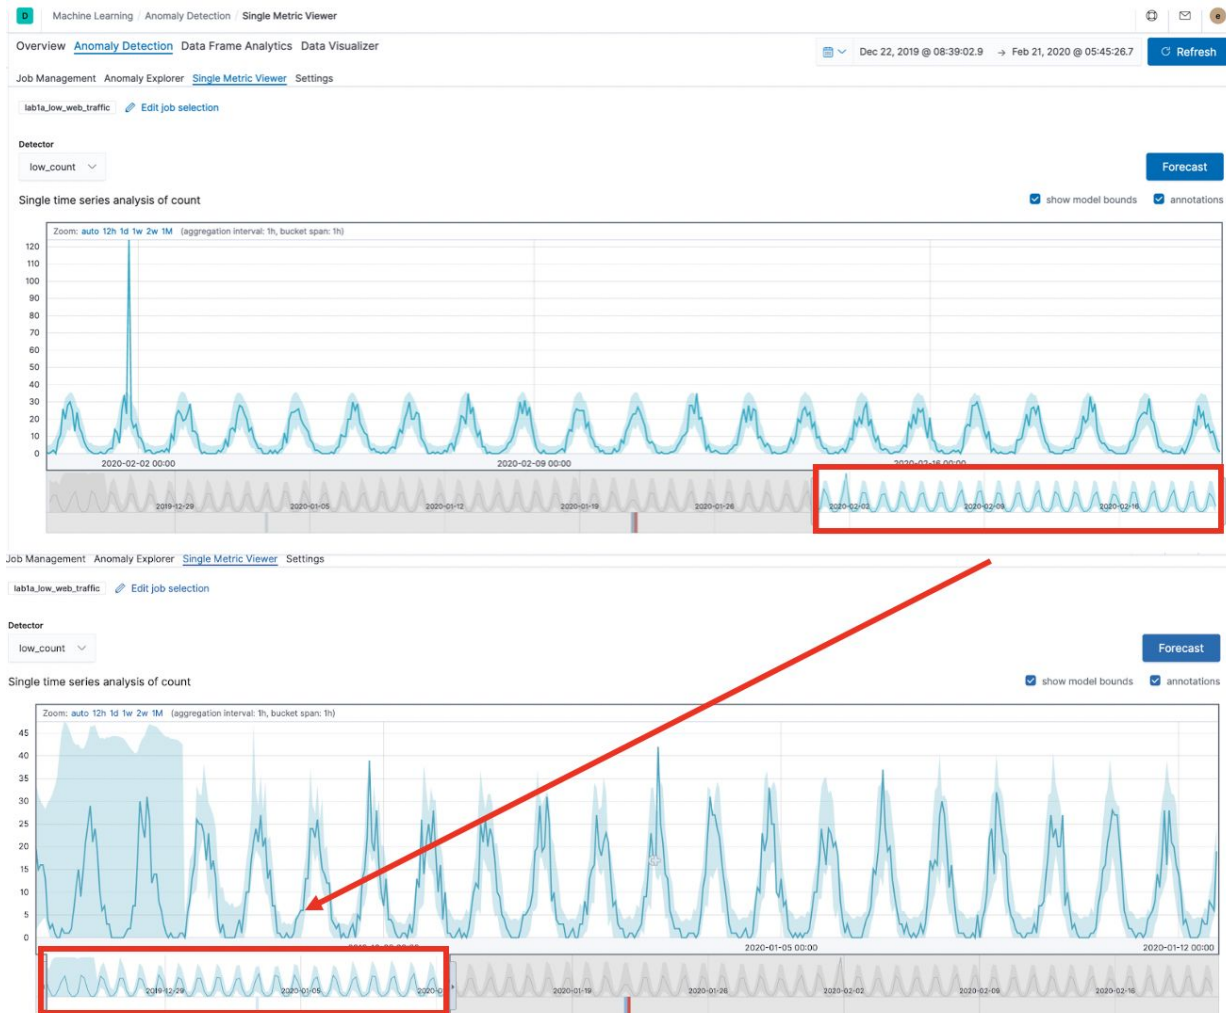 D Machine Learning / Anomaly Detection / Single Metric Viewer e
Overview Anomaly Detection Data Frame Analytics Data Visualizer
Dec 22, 2019 @ 08:39:02.9 → Feb 21, 2020 @ 05:45:26.7 Refresh
Job Management Anomaly Explorer Single Metric Viewer Settings
lab1a_low_web_traffic Edit job selection
Detector
low_count Forecast
Single time series analysis of count show model bounds annotations
Zoom: auto 12h 1d 1w 2w 1M (aggregation interval: 1h, bucket span: 1h)
120
110
100
90
80
70
60
50
40
30
20
10
0
2020-02-02 00:00 2020-02-09 00:00 2020-02-16 00:00
2019-12-29 2020-01-05 2020-01-12 2020-01-19 2020-01-26 2020-02-02 2020-02-09 2020-02-16
Job Management Anomaly Explorer Single Metric Viewer Settings
lab1a_low_web_traffic Edit job selection
Detector
low_count Forecast
Single time series analysis of count show model bounds annotations
Zoom: auto 12h 1d 1w 2w 1M (aggregation interval: 1h, bucket span: 1h)
45
40
35
30
25
20
15
10
5
0
2020-01-05 00:00 2020-01-12 00:00
2019-12-29 2020-01-05 2020-01-19 2020-01-26 2020-02-02 2020-02-09 2020-02-16